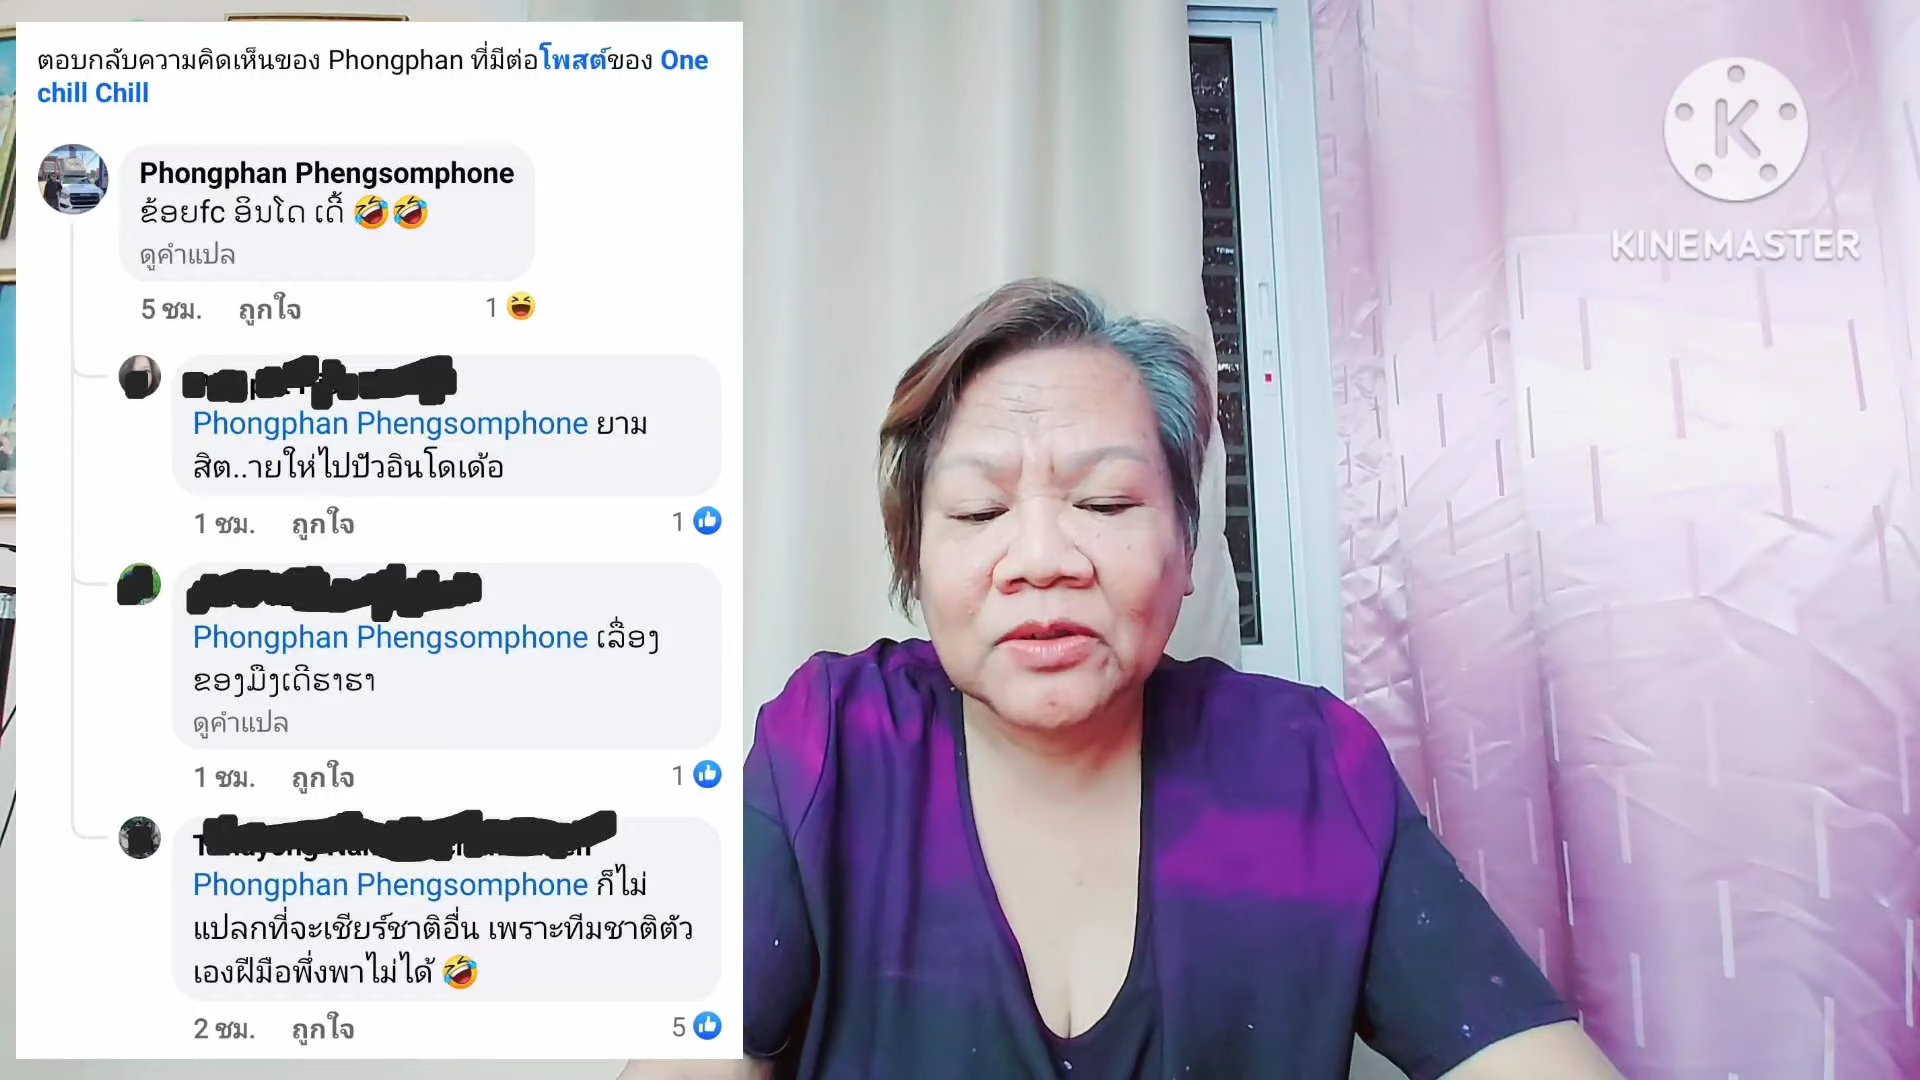 ตอบกลับความคิดเห็นของ Phongphan ที่มีต่อโพสต์ของ One
chill Chill
Phongphan Phengsomphone
ຂ້ອຍfc ອິນໂດ ເດີ້ 🤣🤣
ดูคำแปล
5 ชม. ถูกใจ 1
Phongphan Phengsomphone ยาม
สิต..ายให่ไปปัวอินโดเด้อ
1 ชม. ถูกใจ 1
Phongphan Phengsomphone ເລື່ອງ
ຂອງມືງເດີຮາຮາ
ดูคำแปล
1 ชม. ถูกใจ 1
Phongphan Phengsomphone ก็ไม่
แปลกที่จะเชียร์ชาติอื่น เพราะทีมชาติตัว
เองฝีมือพึ่งพาไม่ได้ 🤣
2 ชม. ถูกใจ 5
K
KINEMASTER